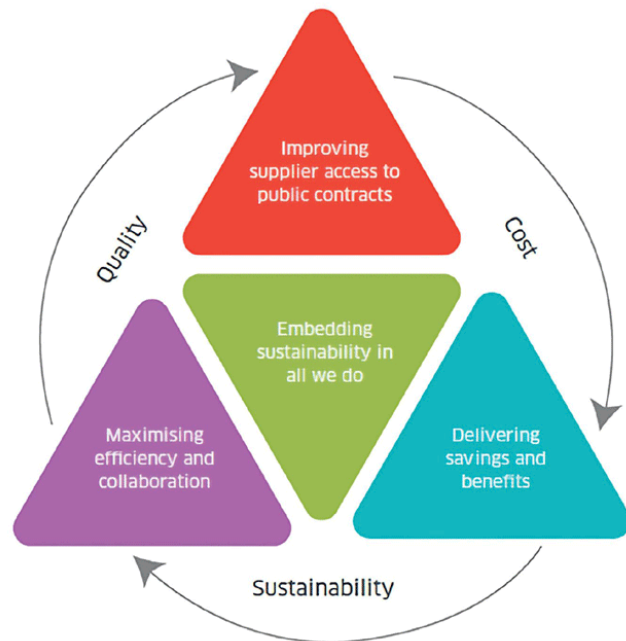 Improving
supplier access to
public contracts
Quality
Cost
Embedding
sustainability in
all we do
Maximising
efficiency and
collaboration
Delivering
savings and
benefits
Sustainability